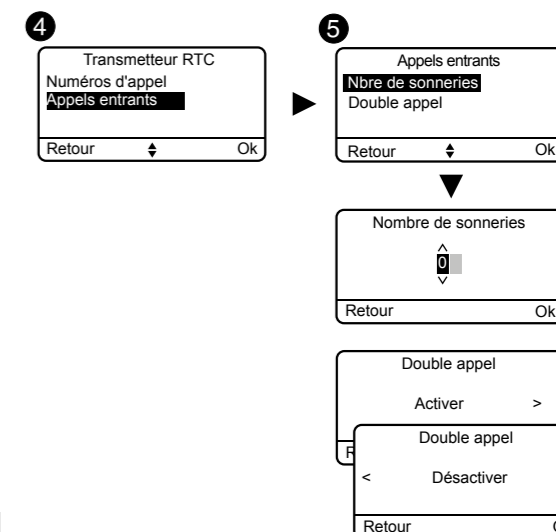 4
Transmetteur RTC
Numéros d'appel
Appels entrants
Retour Ok
5
Appels entrants
Nbre de sonneries
Double appel
Retour Ok
Nombre de sonneries
0
Retour Ok
Double appel
Activer >
Double appel
< Désactiver
Retour